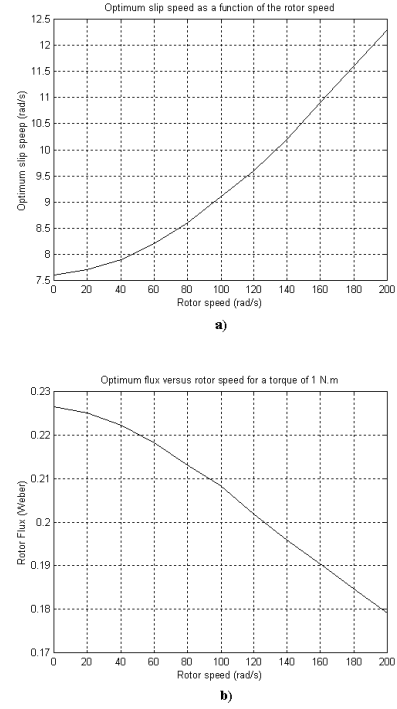 Optimum slip speed as a function of the rotor speed
12.5
12
11.5
11
10.5
10
9.5
9
8.5
8
7.5
Optimum slip speep (rad/s)
0 20 40 60 80 100 120 140 160 180 200
Rotor speed (rad/s)
a)
Optimum flux versus rotor speed for a torque of 1 N.m
0.23
0.22
0.21
0.2
0.19
0.18
0.17
Rotor Flux (Weber)
0 20 40 60 80 100 120 140 160 180 200
Rotor speed (rad/s)
b)